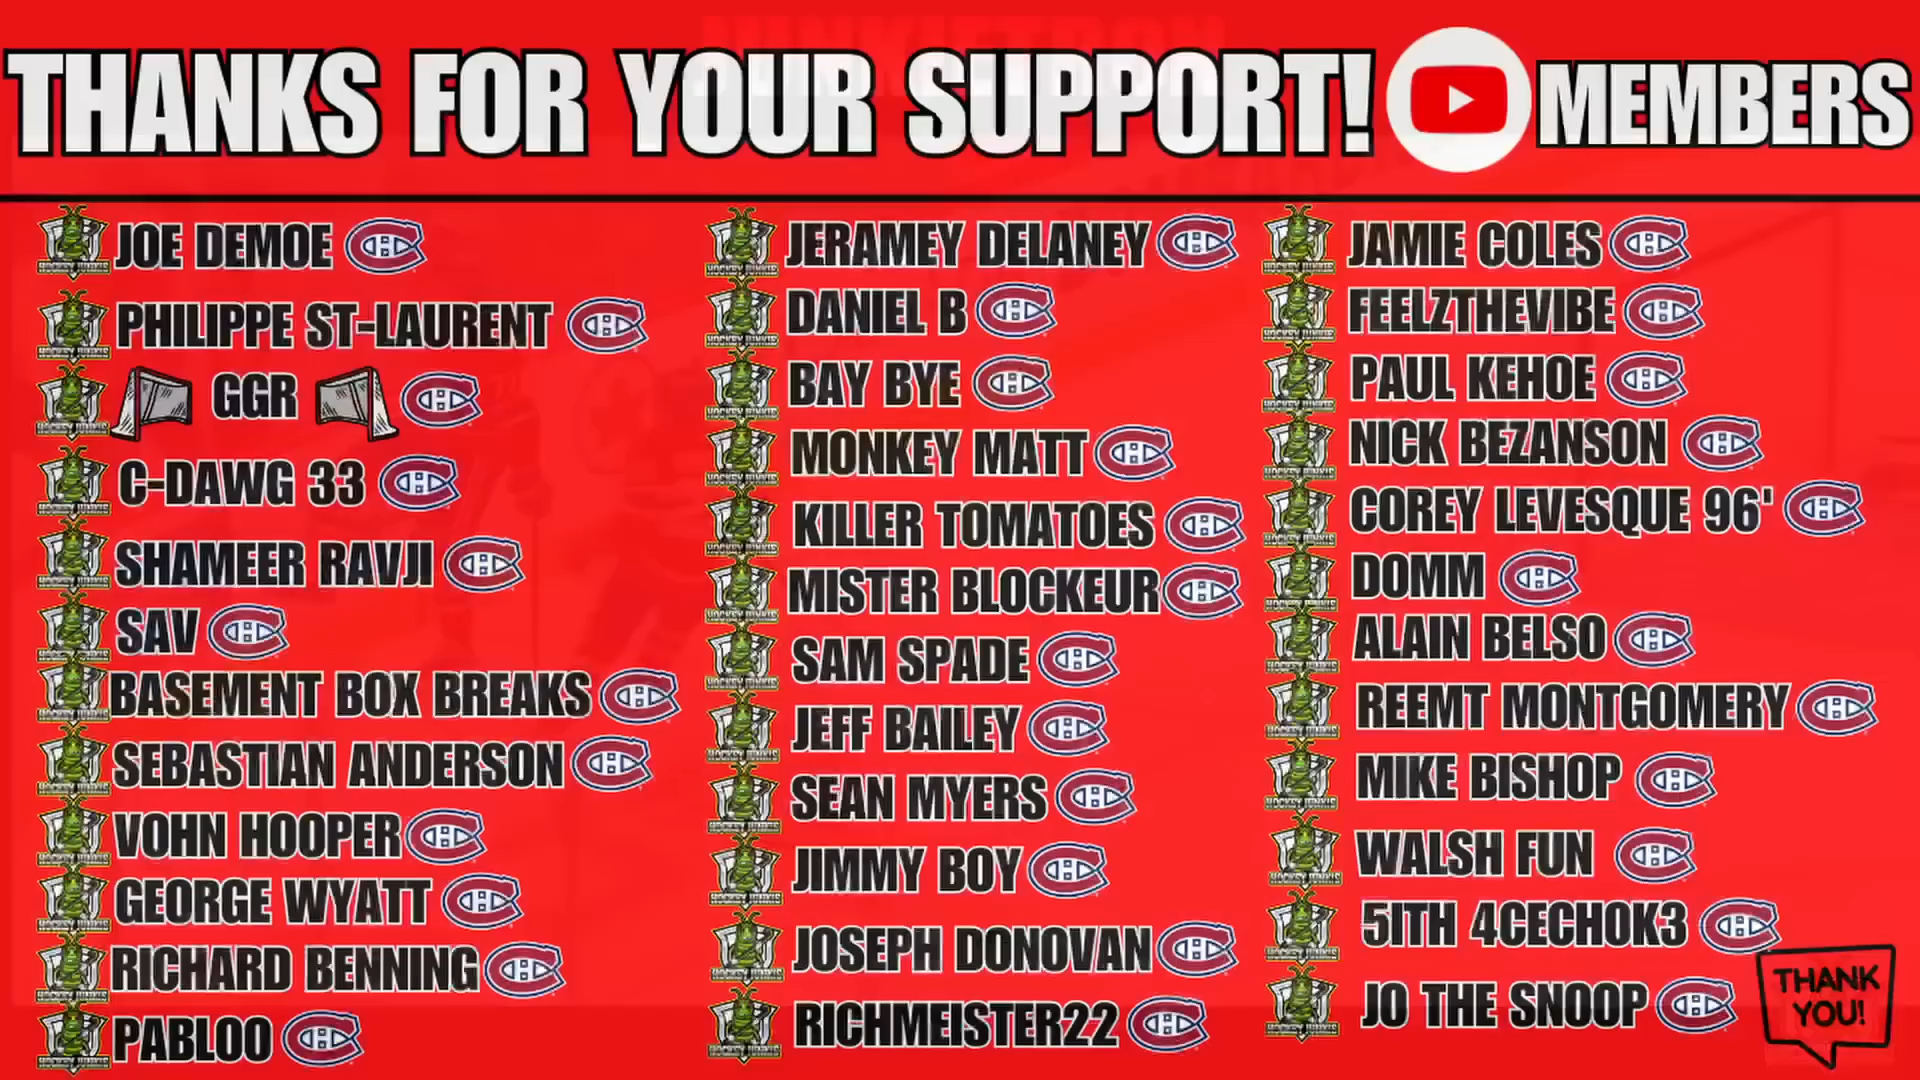 THANKS FOR YOUR SUPPORT! MEMBERS
JOE DEMOE
PHILIPPE ST-LAURENT
GGR
C-DAWG 33
SHAMEER RAVJI
SAV
BASEMENT BOX BREAKS
SEBASTIAN ANDERSON
VOHN HOOPER
GEORGE WYATT
RICHARD BENNING
PABLOO
JERAMEY DELANEY
DANIEL B
BAY BYE
MONKEY MATT
KILLER TOMATOES
MISTER BLOCKEUR
SAM SPADE
JEFF BAILEY
SEAN MYERS
JIMMY BOY
JOSEPH DONOVAN
RICHMEISTER22
JAMIE COLES
FEELZTHEVIBE
PAUL KEHOE
NICK BEZANSON
COREY LEVESQUE 96'
DOMM
ALAIN BELSO
REEMT MONTGOMERY
MIKE BISHOP
WALSH FUN
5ITH 4CECHOK3
JO THE SNOOP
THANK
YOU!